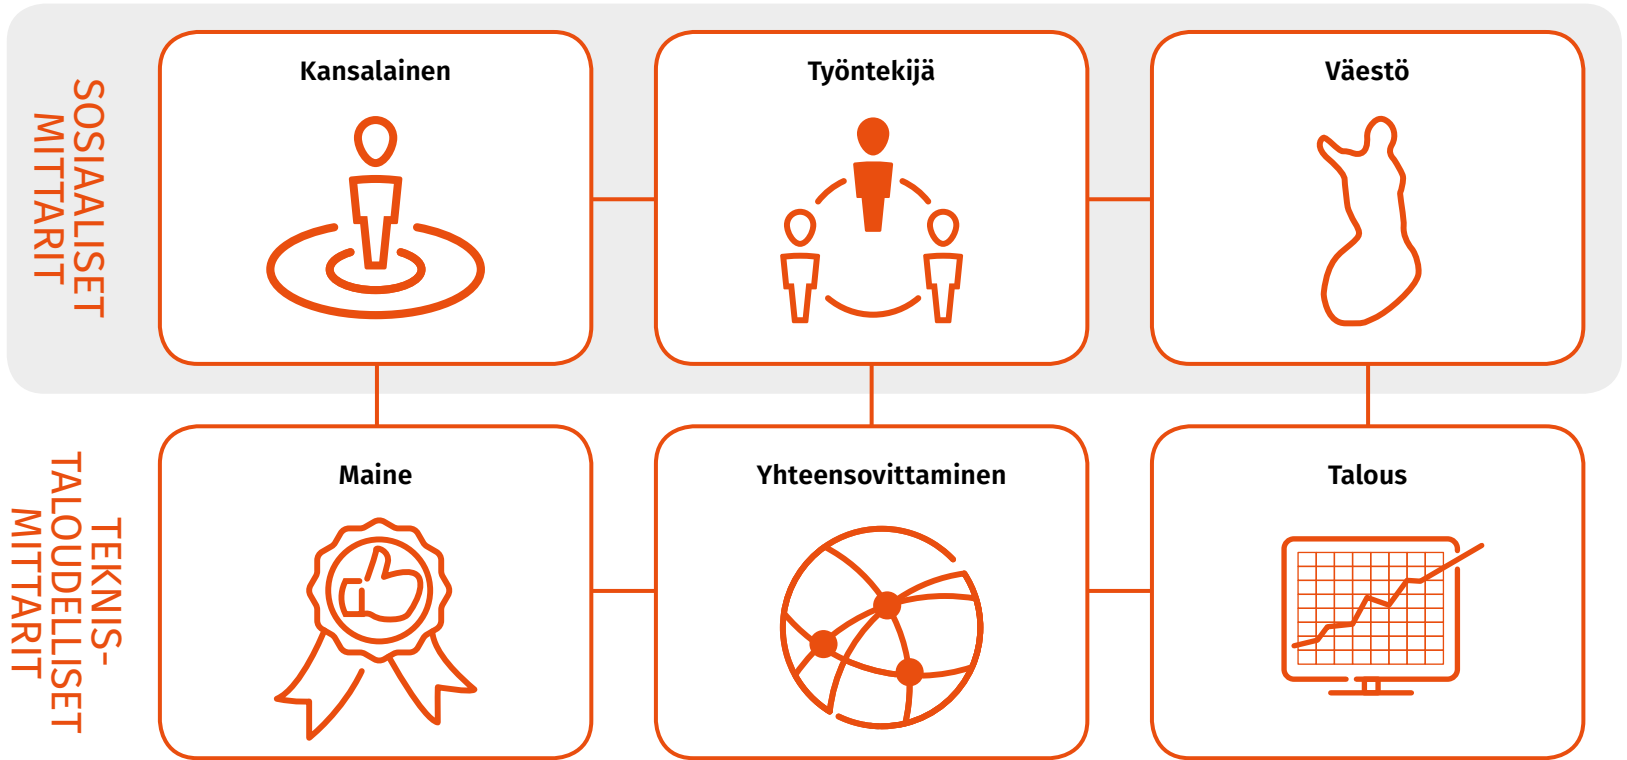 SOSIAALISET
MITTARIT
Kansalainen
Työntekijä
Väestö
TEKNIS-
TALOUDELLISET
MITTARIT
Maine
Yhteensovittaminen
Talous